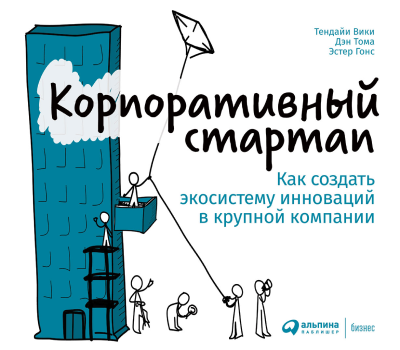 Тендайи Вики
Дэн Тома
Эстер Гонс
Корпоративный
стартап
Как создать
экосистему инноваций
в крупной компании
альпина
ПАБЛИШЕР
бизнес